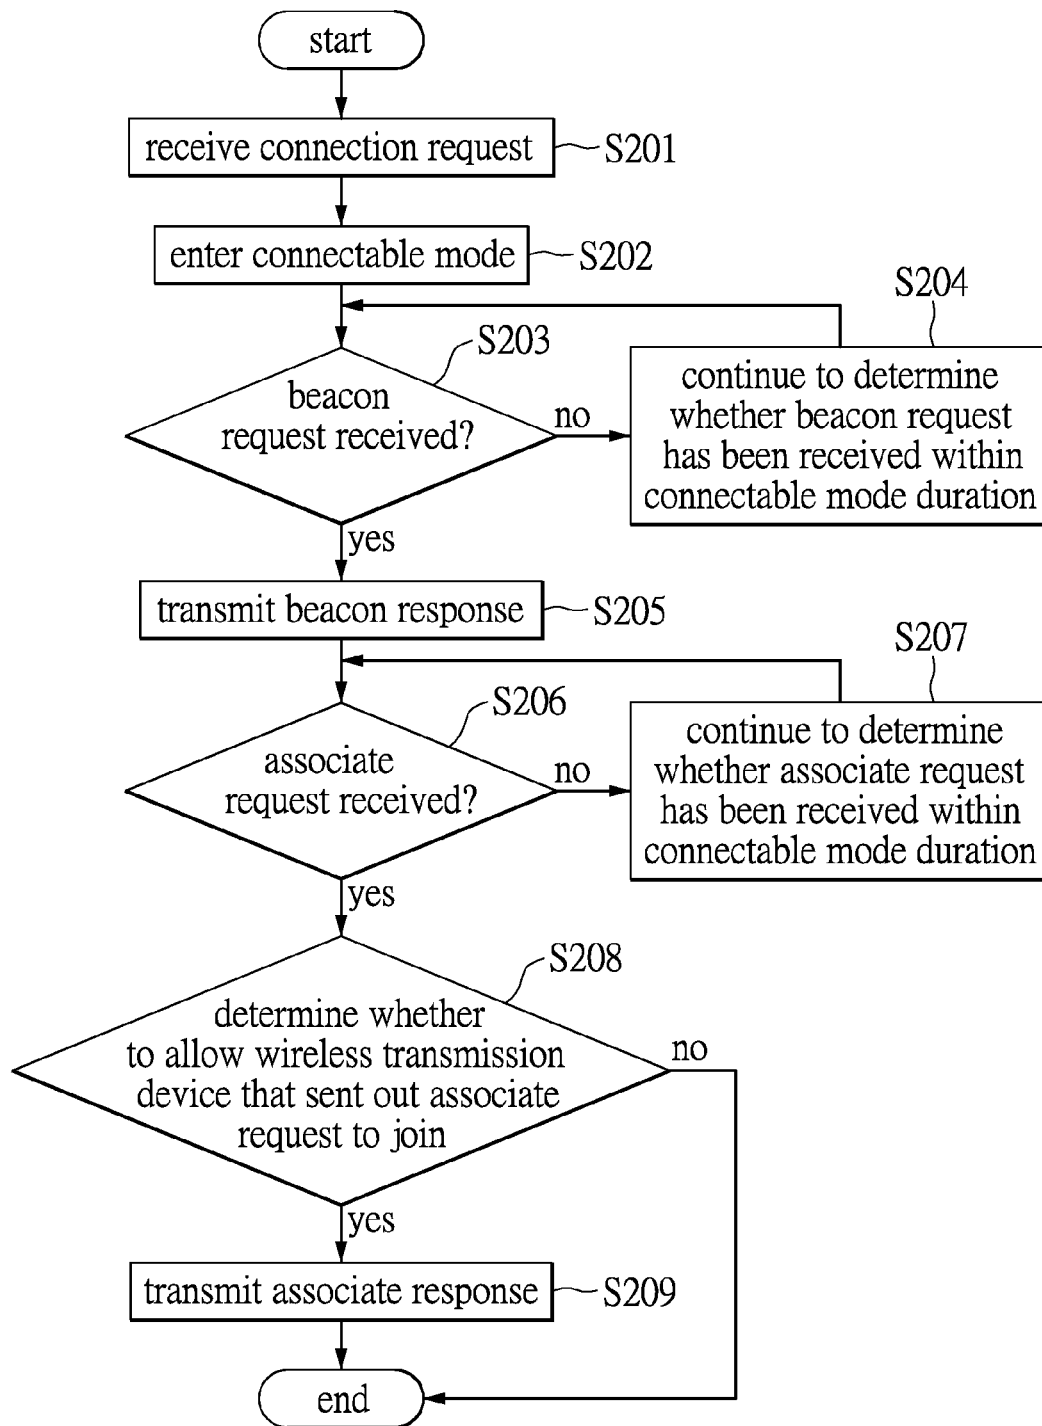 start
receive connection request
S201
enter connectable mode
S202
S203
beacon
request received?
no
S204
continue to determine
whether beacon request
has been received within
connectable mode duration
yes
transmit beacon response
S205
S206
associate
request received?
no
S207
continue to determine
whether associate request
has been received within
connectable mode duration
yes
S208
determine whether
to allow wireless transmission
device that sent out associate
request to join
no
yes
transmit associate response
S209
end